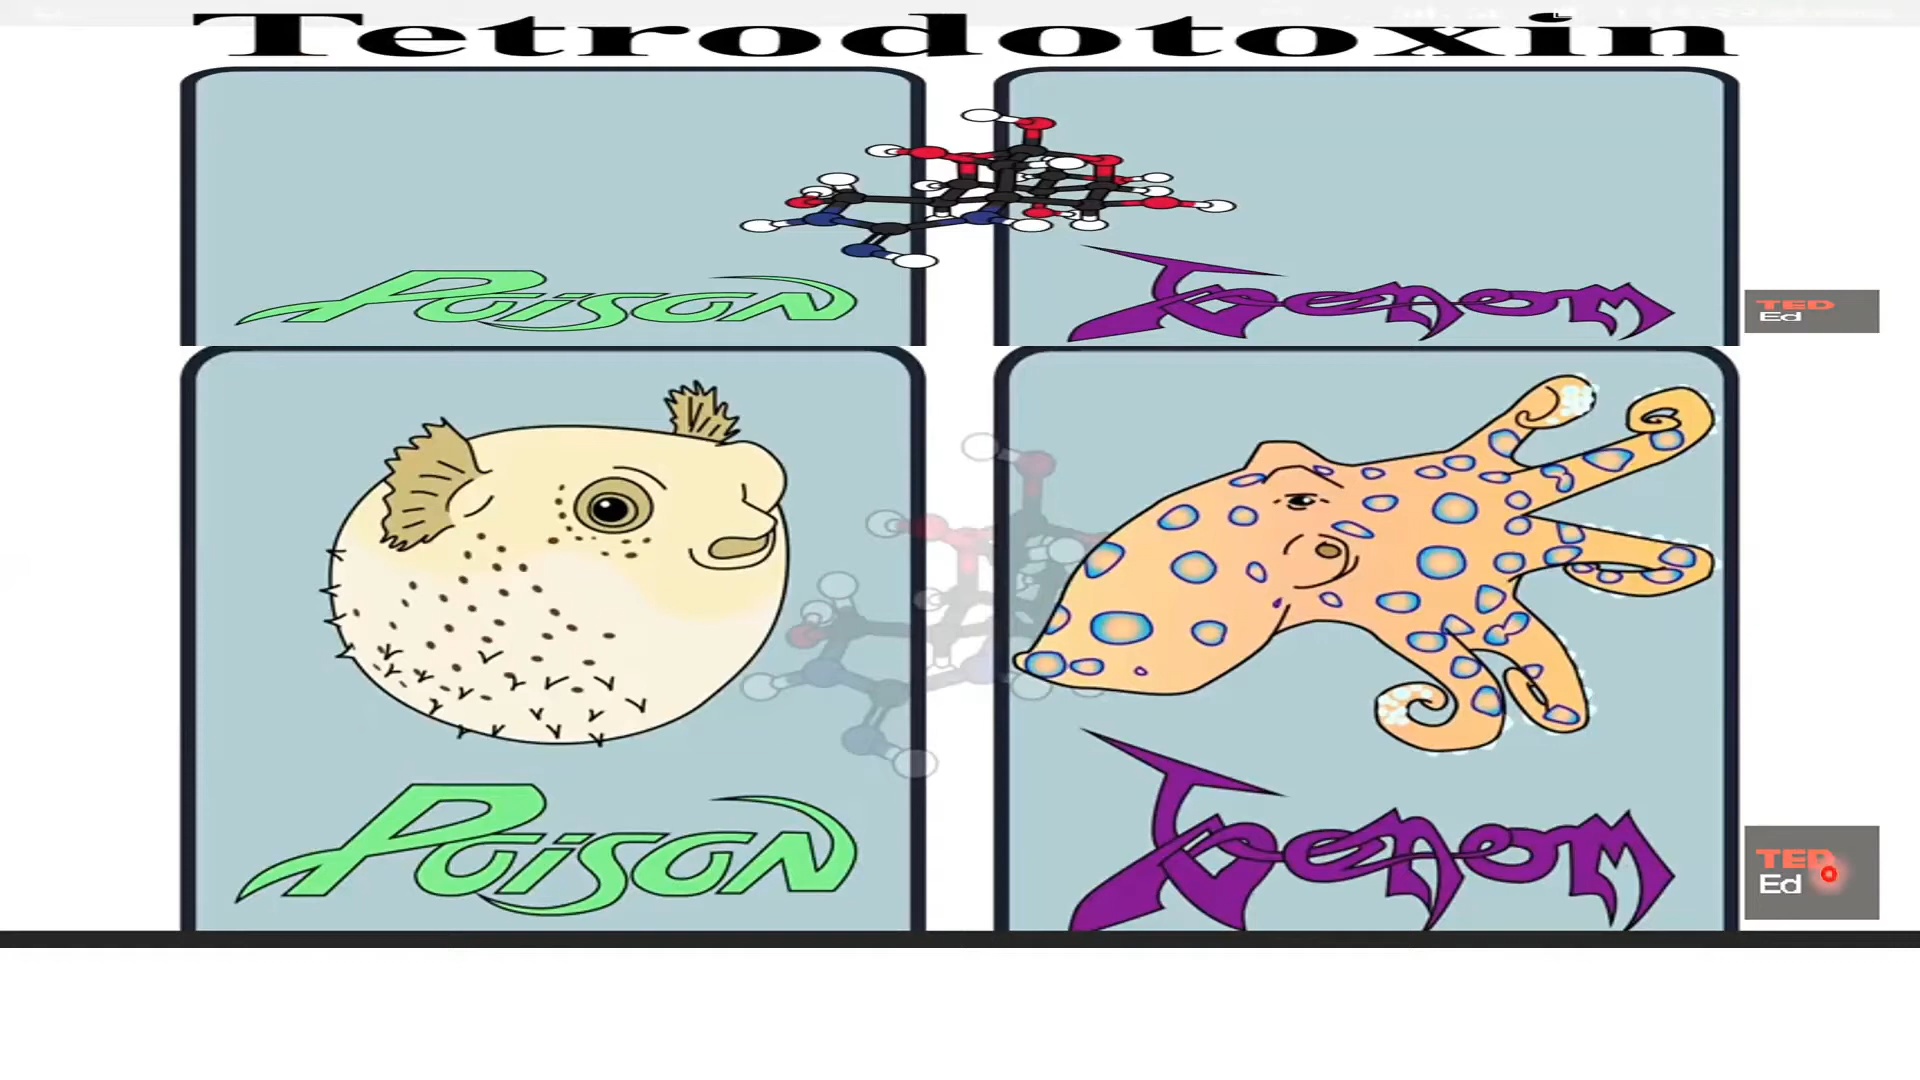 Tetrodotoxin
Poison
Venom
TED
Ed
Poison
Venom
TED
Ed